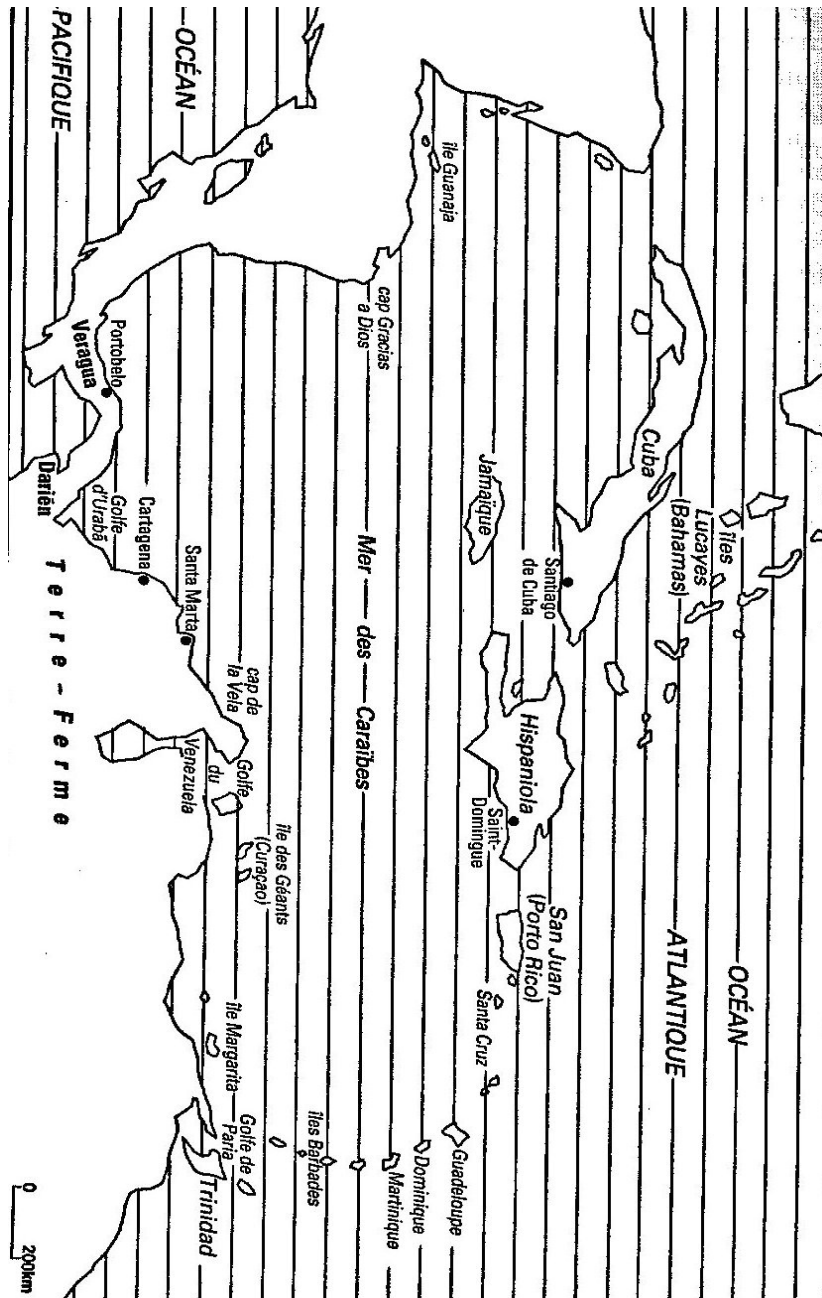 OCÉAN
ATLANTIQUE
îles
Lucayes
(Bahamas)
Cuba
Santiago
de Cuba
Hispaniola
Saint-
Domingue
San Juan
(Porto Rico)
Santa Cruz
Jamaïque
île Guanaja
Guadeloupe
Dominique
Martinique
cap Gracias
a Dios
Mer des Caraïbes
îles Barbades
île des Géants
(Curaçao)
cap de
la Vela
Golfe
du
Venezuela
île Margarita
Golfe de
Paria
Trinidad
Santa Marta
Cartagena
Golfe
d'Urabā
Portobelo
Veragua
Darién
Terre-Ferme
OCÉAN
PACIFIQUE
0 200km